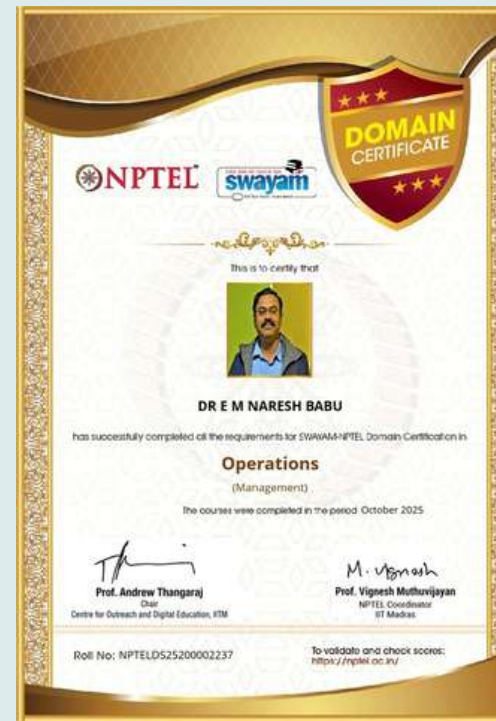 ★★★
DOMAIN
CERTIFICATE
★★★
NPTEL
swayam
This is to certify that
DR E M NARESH BABU
has successfully completed all the requirements for SWAYAM-NPTEL Domain Certification in
Operations
(Management)
The courses were completed in the period October 2025
M. Vignesh
Prof. Andrew Thangaraj
Chair
Centre for Outreach and Digital Education, IITM
Prof. Vignesh Muthuvijayan
NPTEL Coordinator
IIT Madras
Roll No: NPTELDS25200002237
To validate and check scores:
https://nptel.ac.in/